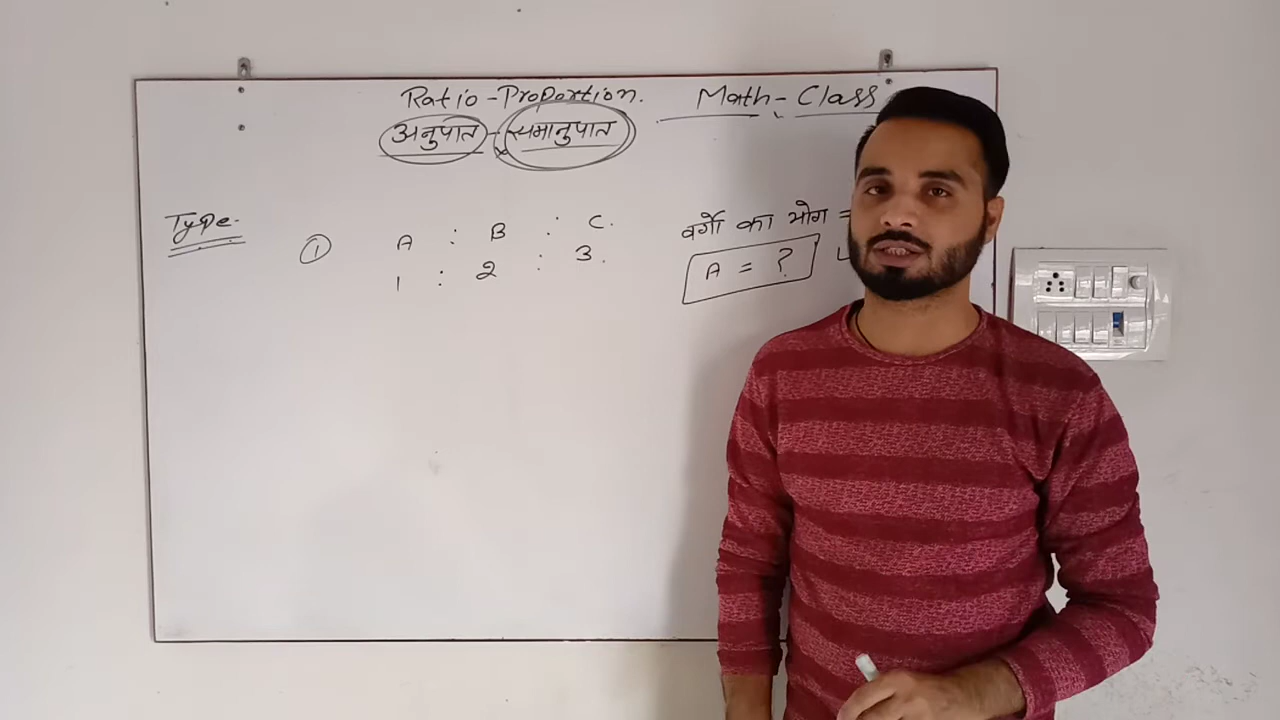 Ratio-Proportion.
Math-Class
अनुपात - समानुपात
Type.
① A : B : C.
1 : 2 : 3.
वर्गो का योग =
A = ?